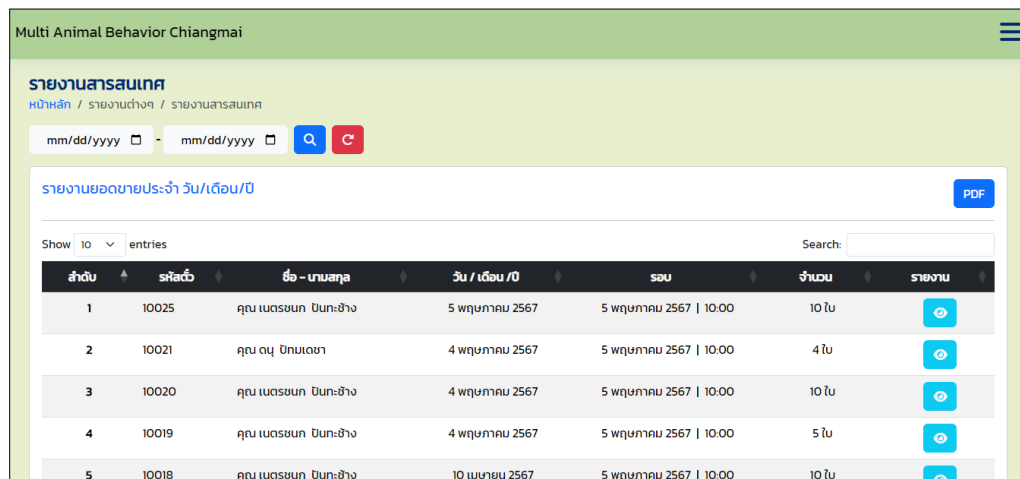 Multi Animal Behavior Chiangmai
รายงานสารสนเทศ
หน้าหลัก / รายงานต่างๆ / รายงานสารสนเทศ
mm/dd/yyyy - mm/dd/yyyy
รายงานยอดขายประจำ วัน/เดือน/ปี
PDF
Show 10 entries Search:
ลำดับ รหัสตั๋ว ชื่อ - นามสกุล วัน / เดือน /ปี รอบ จำนวน รายงาน
1 10025 คุณ เนตรชนก ปันทะช้าง 5 พฤษภาคม 2567 5 พฤษภาคม 2567 | 10:00 10 ใบ
2 10021 คุณ ดนุ ปัทมเดชา 4 พฤษภาคม 2567 5 พฤษภาคม 2567 | 10:00 4 ใบ
3 10020 คุณ เนตรชนก ปันทะช้าง 4 พฤษภาคม 2567 5 พฤษภาคม 2567 | 10:00 10 ใบ
4 10019 คุณ เนตรชนก ปันทะช้าง 4 พฤษภาคม 2567 5 พฤษภาคม 2567 | 10:00 5 ใบ
5 10018 คุณ เนตรชนก ปันทะช้าง 10 เมษายน 2567 5 พฤษภาคม 2567 | 10:00 10 ใบ